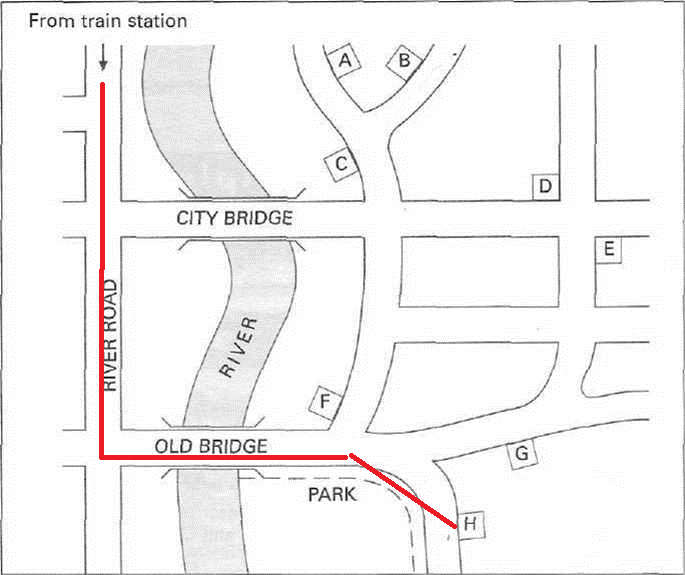 From train station
A
B
C
D
CITY BRIDGE
E
RIVER ROAD
RIVER
F
OLD BRIDGE
G
PARK
H